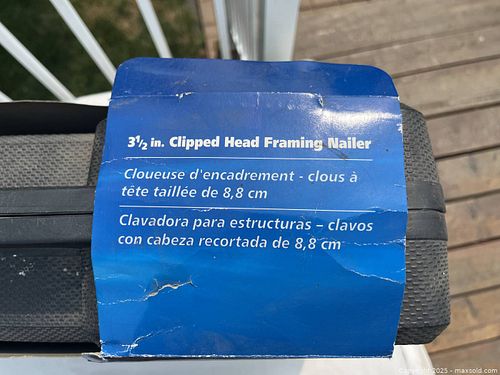 3½ in. Clipped Head Framing Nailer
Cloueuse d'encadrement - clous à
tête taillée de 8,8 cm
Clavadora para estructuras – clavos
con cabeza recortada de 8,8 cm
Copyright 2025 - maxsold.com